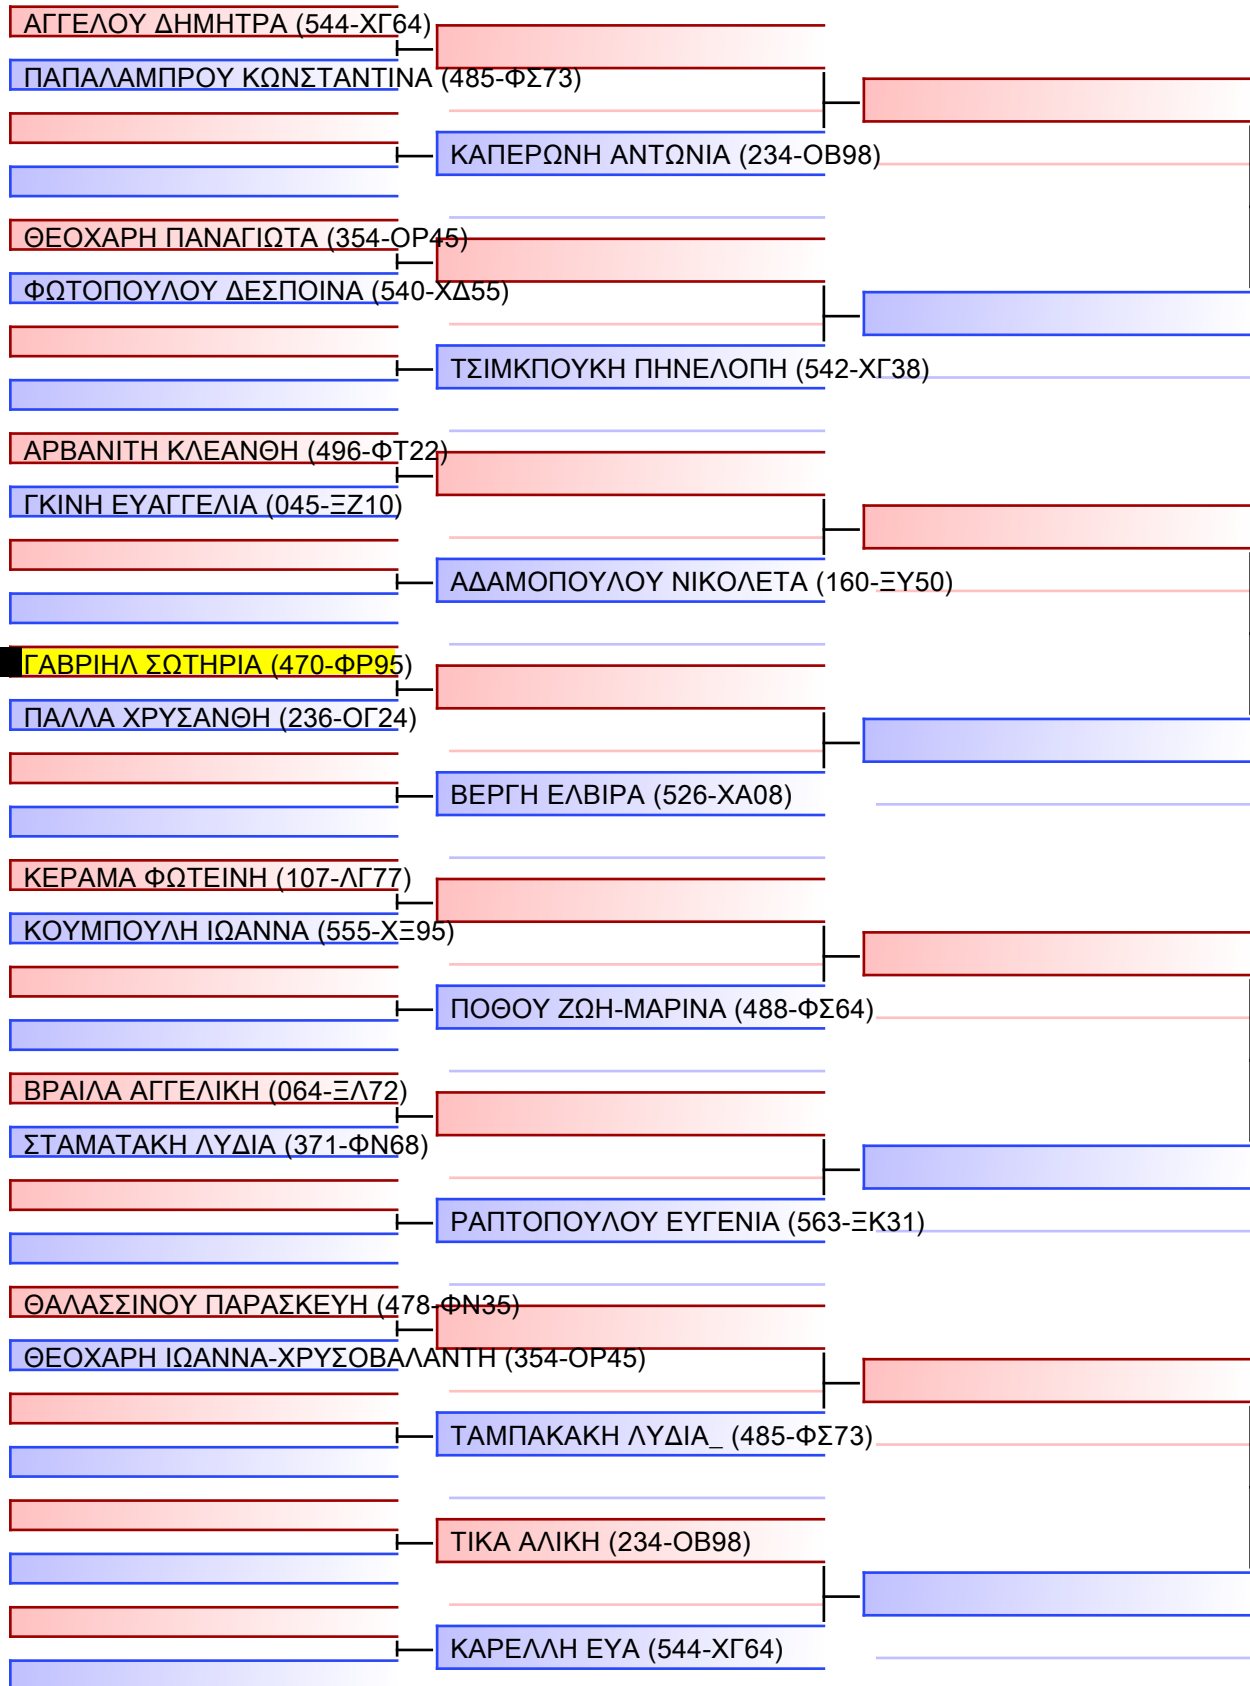 ΑΓΓΕΛΟΥ ΔΗΜΗΤΡΑ (544-ΧΓ64)
ΠΑΠΑΛΑΜΠΡΟΥ ΚΩΝΣΤΑΝΤΙΝΑ (485-ΦΣ73)
ΚΑΠΕΡΩΝΗ ΑΝΤΩΝΙΑ (234-ΟΒ98)
ΘΕΟΧΑΡΗ ΠΑΝΑΓΙΩΤΑ (354-ΟΡ45)
ΦΩΤΟΠΟΥΛΟΥ ΔΕΣΠΟΙΝΑ (540-ΧΔ55)
ΤΣΙΜΚΠΟΥΚΗ ΠΗΝΕΛΟΠΗ (542-ΧΓ38)
ΑΡΒΑΝΙΤΗ ΚΛΕΑΝΘΗ (496-ΦΤ22)
ΓΚΙΝΗ ΕΥΑΓΓΕΛΙΑ (045-ΞΖ10)
ΑΔΑΜΟΠΟΥΛΟΥ ΝΙΚΟΛΕΤΑ (160-ΞΥ50)
ΓΑΒΡΙΗΛ ΣΩΤΗΡΙΑ (470-ΦΡ95)
ΠΑΛΛΑ ΧΡΥΣΑΝΘΗ (236-ΟΓ24)
ΒΕΡΓΗ ΕΛΒΙΡΑ (526-ΧΑ08)
ΚΕΡΑΜΑ ΦΩΤΕΙΝΗ (107-ΛΓ77)
ΚΟΥΜΠΟΥΛΗ ΙΩΑΝΝΑ (555-ΧΞ95)
ΠΟΘΟΥ ΖΩΗ-ΜΑΡΙΝΑ (488-ΦΣ64)
ΒΡΑΙΛΑ ΑΓΓΕΛΙΚΗ (064-ΞΛ72)
ΣΤΑΜΑΤΑΚΗ ΛΥΔΙΑ (371-ΦΝ68)
ΡΑΠΤΟΠΟΥΛΟΥ ΕΥΓΕΝΙΑ (563-ΞΚ31)
ΘΑΛΑΣΣΙΝΟΥ ΠΑΡΑΣΚΕΥΗ (478-ΦΝ35)
ΘΕΟΧΑΡΗ ΙΩΑΝΝΑ-ΧΡΥΣΟΒΑΛΑΝΤΗ (354-ΟΡ45)
ΤΑΜΠΑΚΑΚΗ ΛΥΔΙΑ_ (485-ΦΣ73)
ΤΙΚΑ ΑΛΙΚΗ (234-ΟΒ98)
ΚΑΡΕΛΛΗ ΕΥΑ (544-ΧΓ64)